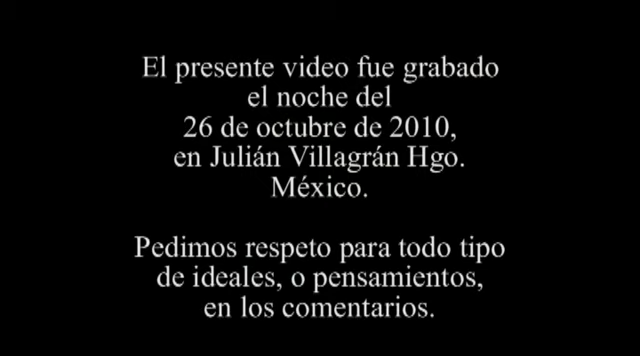 El presente video fue grabado
el noche del
26 de octubre de 2010,
en Julián Villagrán Hgo.
México.
Pedimos respeto para todo tipo
de ideales, o pensamientos,
en los comentarios.